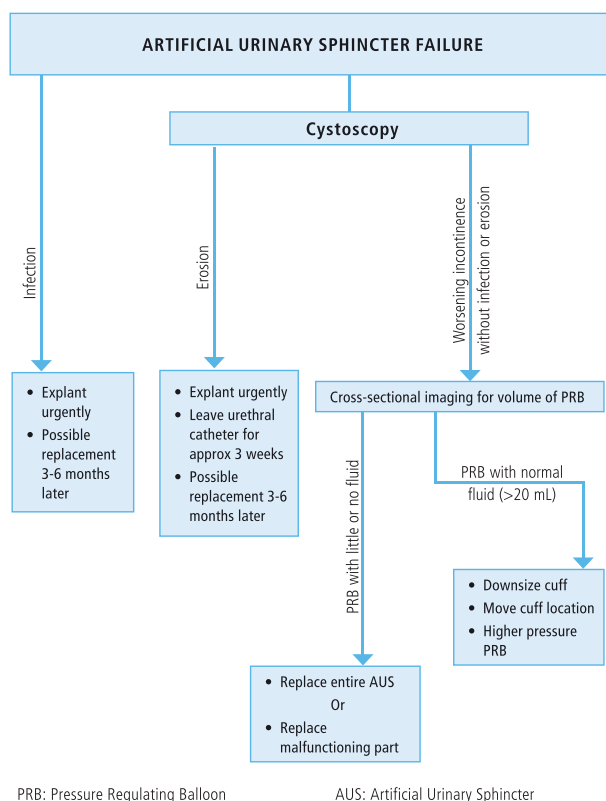 ARTIFICIAL URINARY SPHINCTER FAILURE
Cystoscopy
Infection
Erosion
Worsening incontinence
without infection or erosion
• Explant
urgently
• Possible
replacement
3-6 months
later
• Explant urgently
• Leave urethral
catheter for
approx 3 weeks
• Possible
replacement 3-6
months later
Cross-sectional imaging for volume of PRB
PRB with little or no fluid
PRB with normal
fluid (>20 mL)
• Downsize cuff
• Move cuff location
• Higher pressure
PRB
• Replace entire AUS
Or
• Replace
malfunctioning part
PRB: Pressure Regulating Balloon
AUS: Artificial Urinary Sphincter